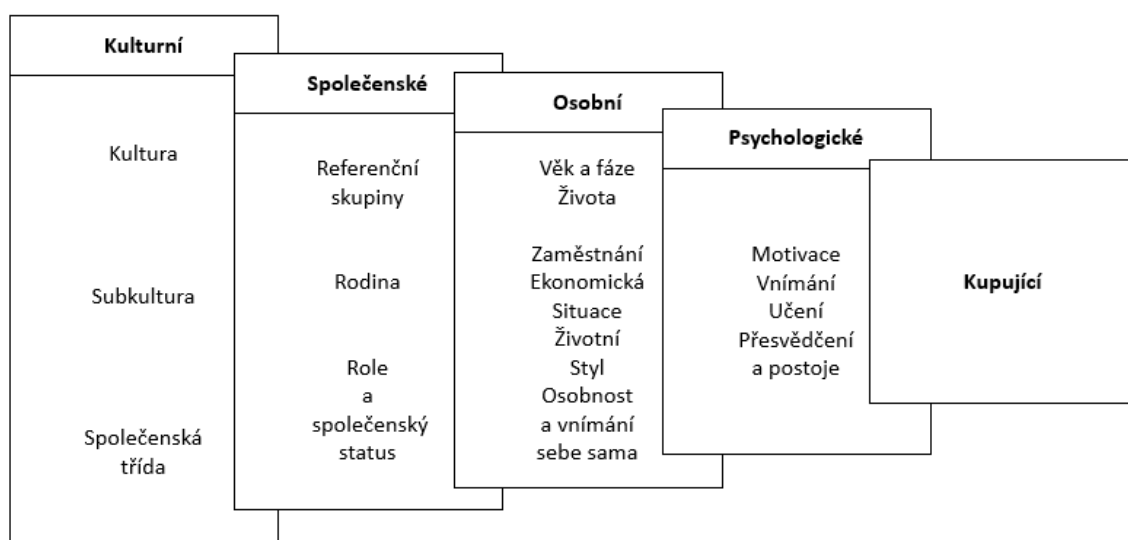 Kulturní
Kultura
Subkultura
Společenská
třída
Společenské
Referenční
skupiny
Rodina
Role
a
společenský
status
Osobní
Věk a fáze
Života
Zaměstnání
Ekonomická
Situace
Životní
Styl
Osobnost
a vnímání
sebe sama
Psychologické
Motivace
Vnímání
Učení
Přesvědčení
a postoje
Kupující